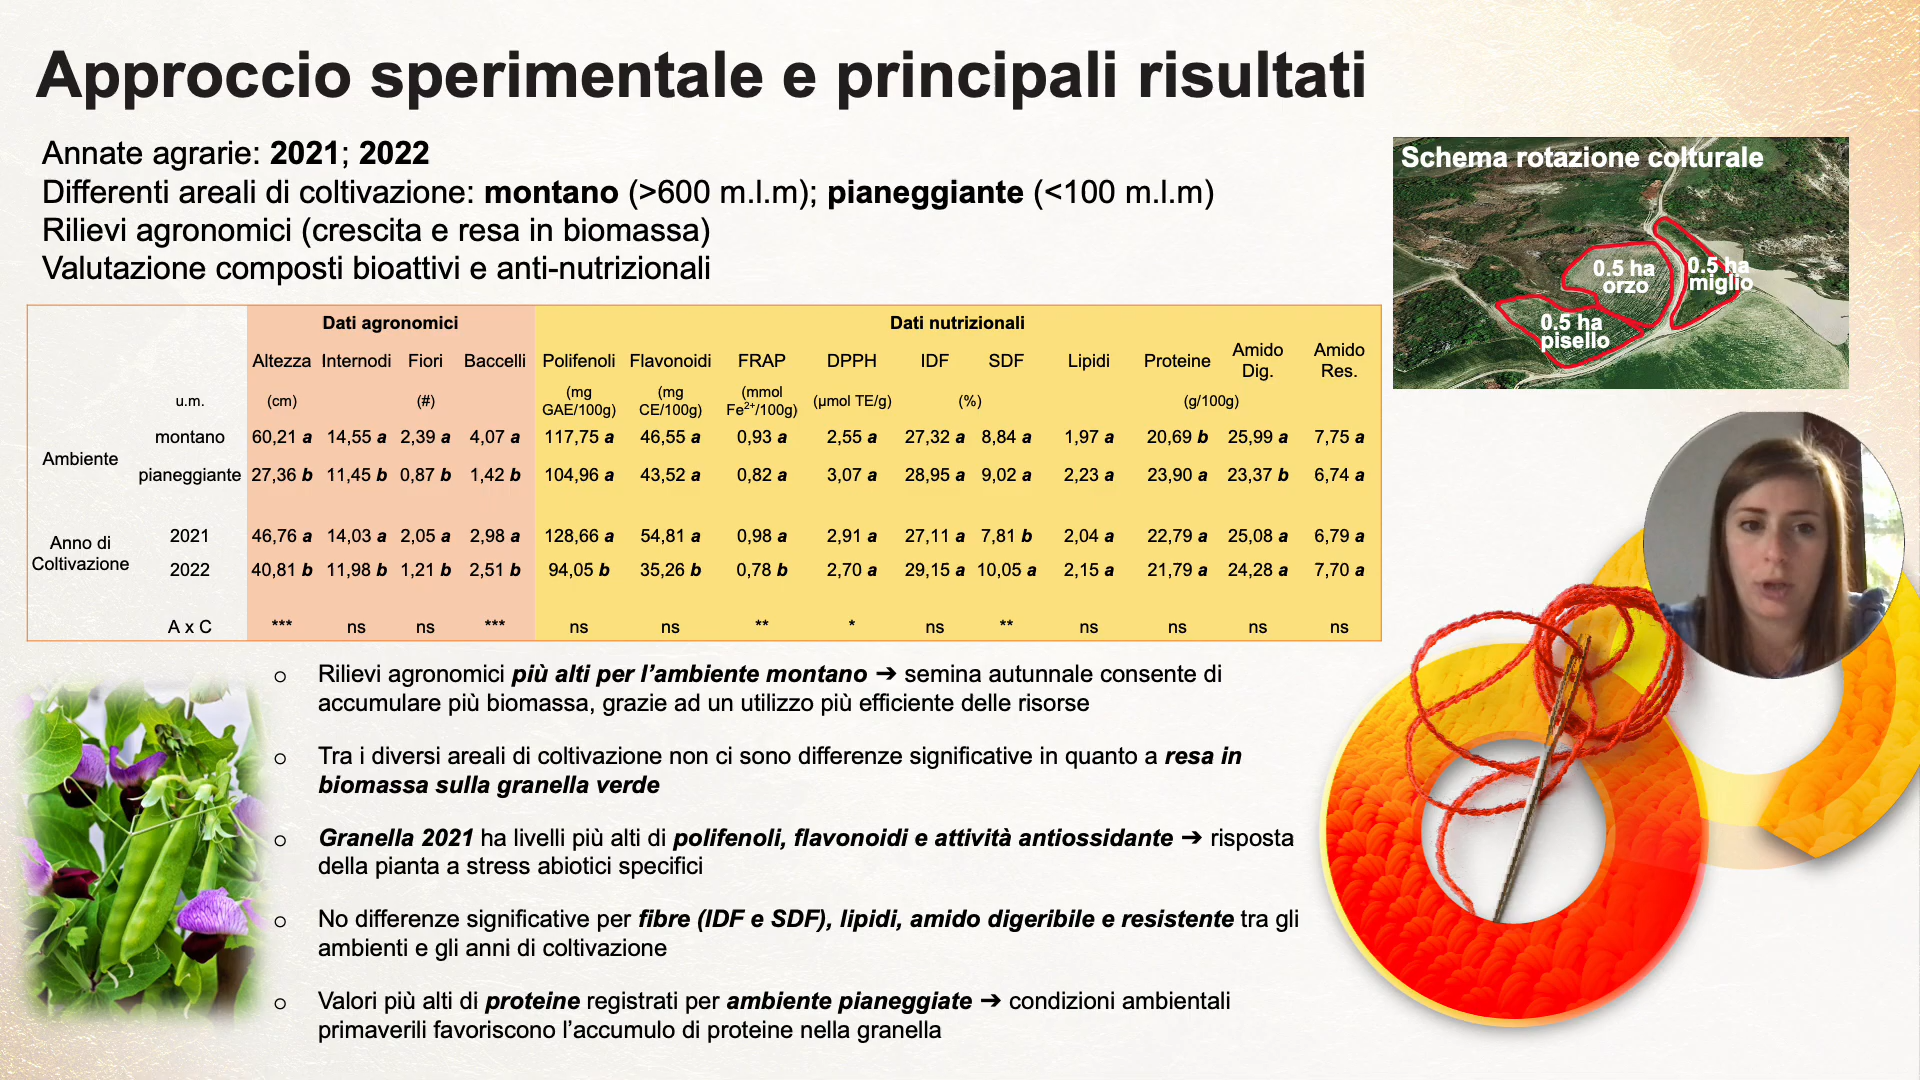 Approccio sperimentale e principali risultati
Annate agrarie: 2021; 2022
Differenti areali di coltivazione: montano (>600 m.l.m); pianeggiante (<100 m.l.m)
Rilievi agronomici (crescita e resa in biomassa)
Valutazione composti bioattivi e anti-nutrizionali
Schema rotazione colturale
0.5 ha
orzo
0.5 ha
miglio
0.5 ha
pisello
Dati agronomici Dati nutrizionali
Altezza Internodi Fiori Baccelli Polifenoli Flavonoidi FRAP DPPH IDF SDF Lipidi Proteine Amido Dig. Amido Res.
u.m. (cm) (#) (mg GAE/100g) (mg CE/100g) (mmol Fe²⁺/100g) (µmol TE/g) (%) (g/100g)
Ambiente
montano 60,21 a 14,55 a 2,39 a 4,07 a 117,75 a 46,55 a 0,93 a 2,55 a 27,32 a 8,84 a 1,97 a 20,69 b 25,99 a 7,75 a
pianeggiante 27,36 b 11,45 b 0,87 b 1,42 b 104,96 a 43,52 a 0,82 a 3,07 a 28,95 a 9,02 a 2,23 a 23,90 a 23,37 b 6,74 a
Anno di
Coltivazione
2021 46,76 a 14,03 a 2,05 a 2,98 a 128,66 a 54,81 a 0,98 a 2,91 a 27,11 a 7,81 b 2,04 a 22,79 a 25,08 a 6,79 a
2022 40,81 b 11,98 b 1,21 b 2,51 b 94,05 b 35,26 b 0,78 b 2,70 a 29,15 a 10,05 a 2,15 a 21,79 a 24,28 a 7,70 a
A x C *** ns ns *** ns ns ** * ns ** ns ns ns ns
o Rilievi agronomici più alti per l’ambiente montano ➔ semina autunnale consente di
accumulare più biomassa, grazie ad un utilizzo più efficiente delle risorse
o Tra i diversi areali di coltivazione non ci sono differenze significative in quanto a resa in
biomassa sulla granella verde
o Granella 2021 ha livelli più alti di polifenoli, flavonoidi e attività antiossidante ➔ risposta
della pianta a stress abiotici specifici
o No differenze significative per fibre (IDF e SDF), lipidi, amido digeribile e resistente tra gli
ambienti e gli anni di coltivazione
o Valori più alti di proteine registrati per ambiente pianeggiate ➔ condizioni ambientali
primaverili favoriscono l’accumulo di proteine nella granella